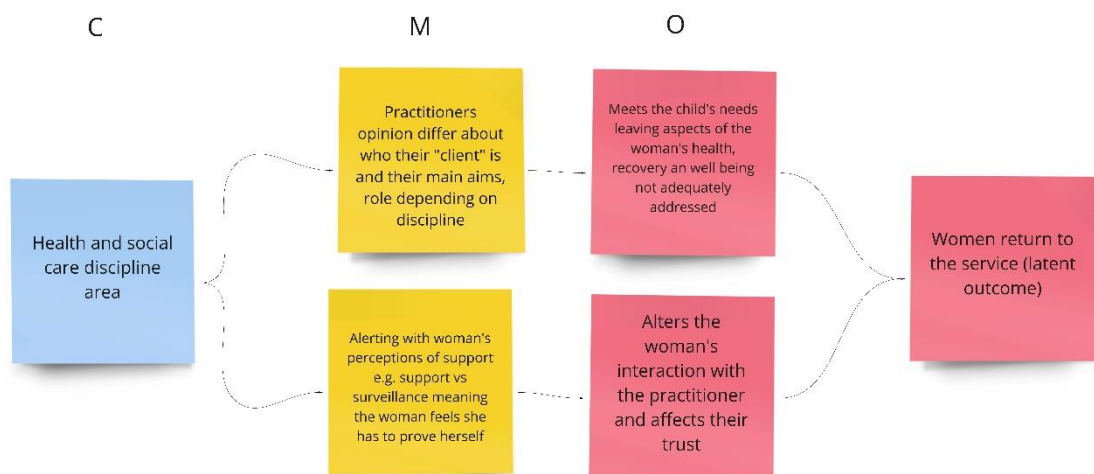 C
M
O
Health and social
care discipline
area
Practitioners
opinion differ about
who their "client" is
and their main aims,
role depending on
discipline
Meets the child's needs
leaving aspects of the
woman's health,
recovery an well being
not adequately
addressed
Alerting with woman's
perceptions of support
e.g. support vs
surveillance meaning
the woman feels she
has to prove herself
Alters the
woman's
interaction with
the practitioner
and affects their
trust
Women return to
the service (latent
outcome)